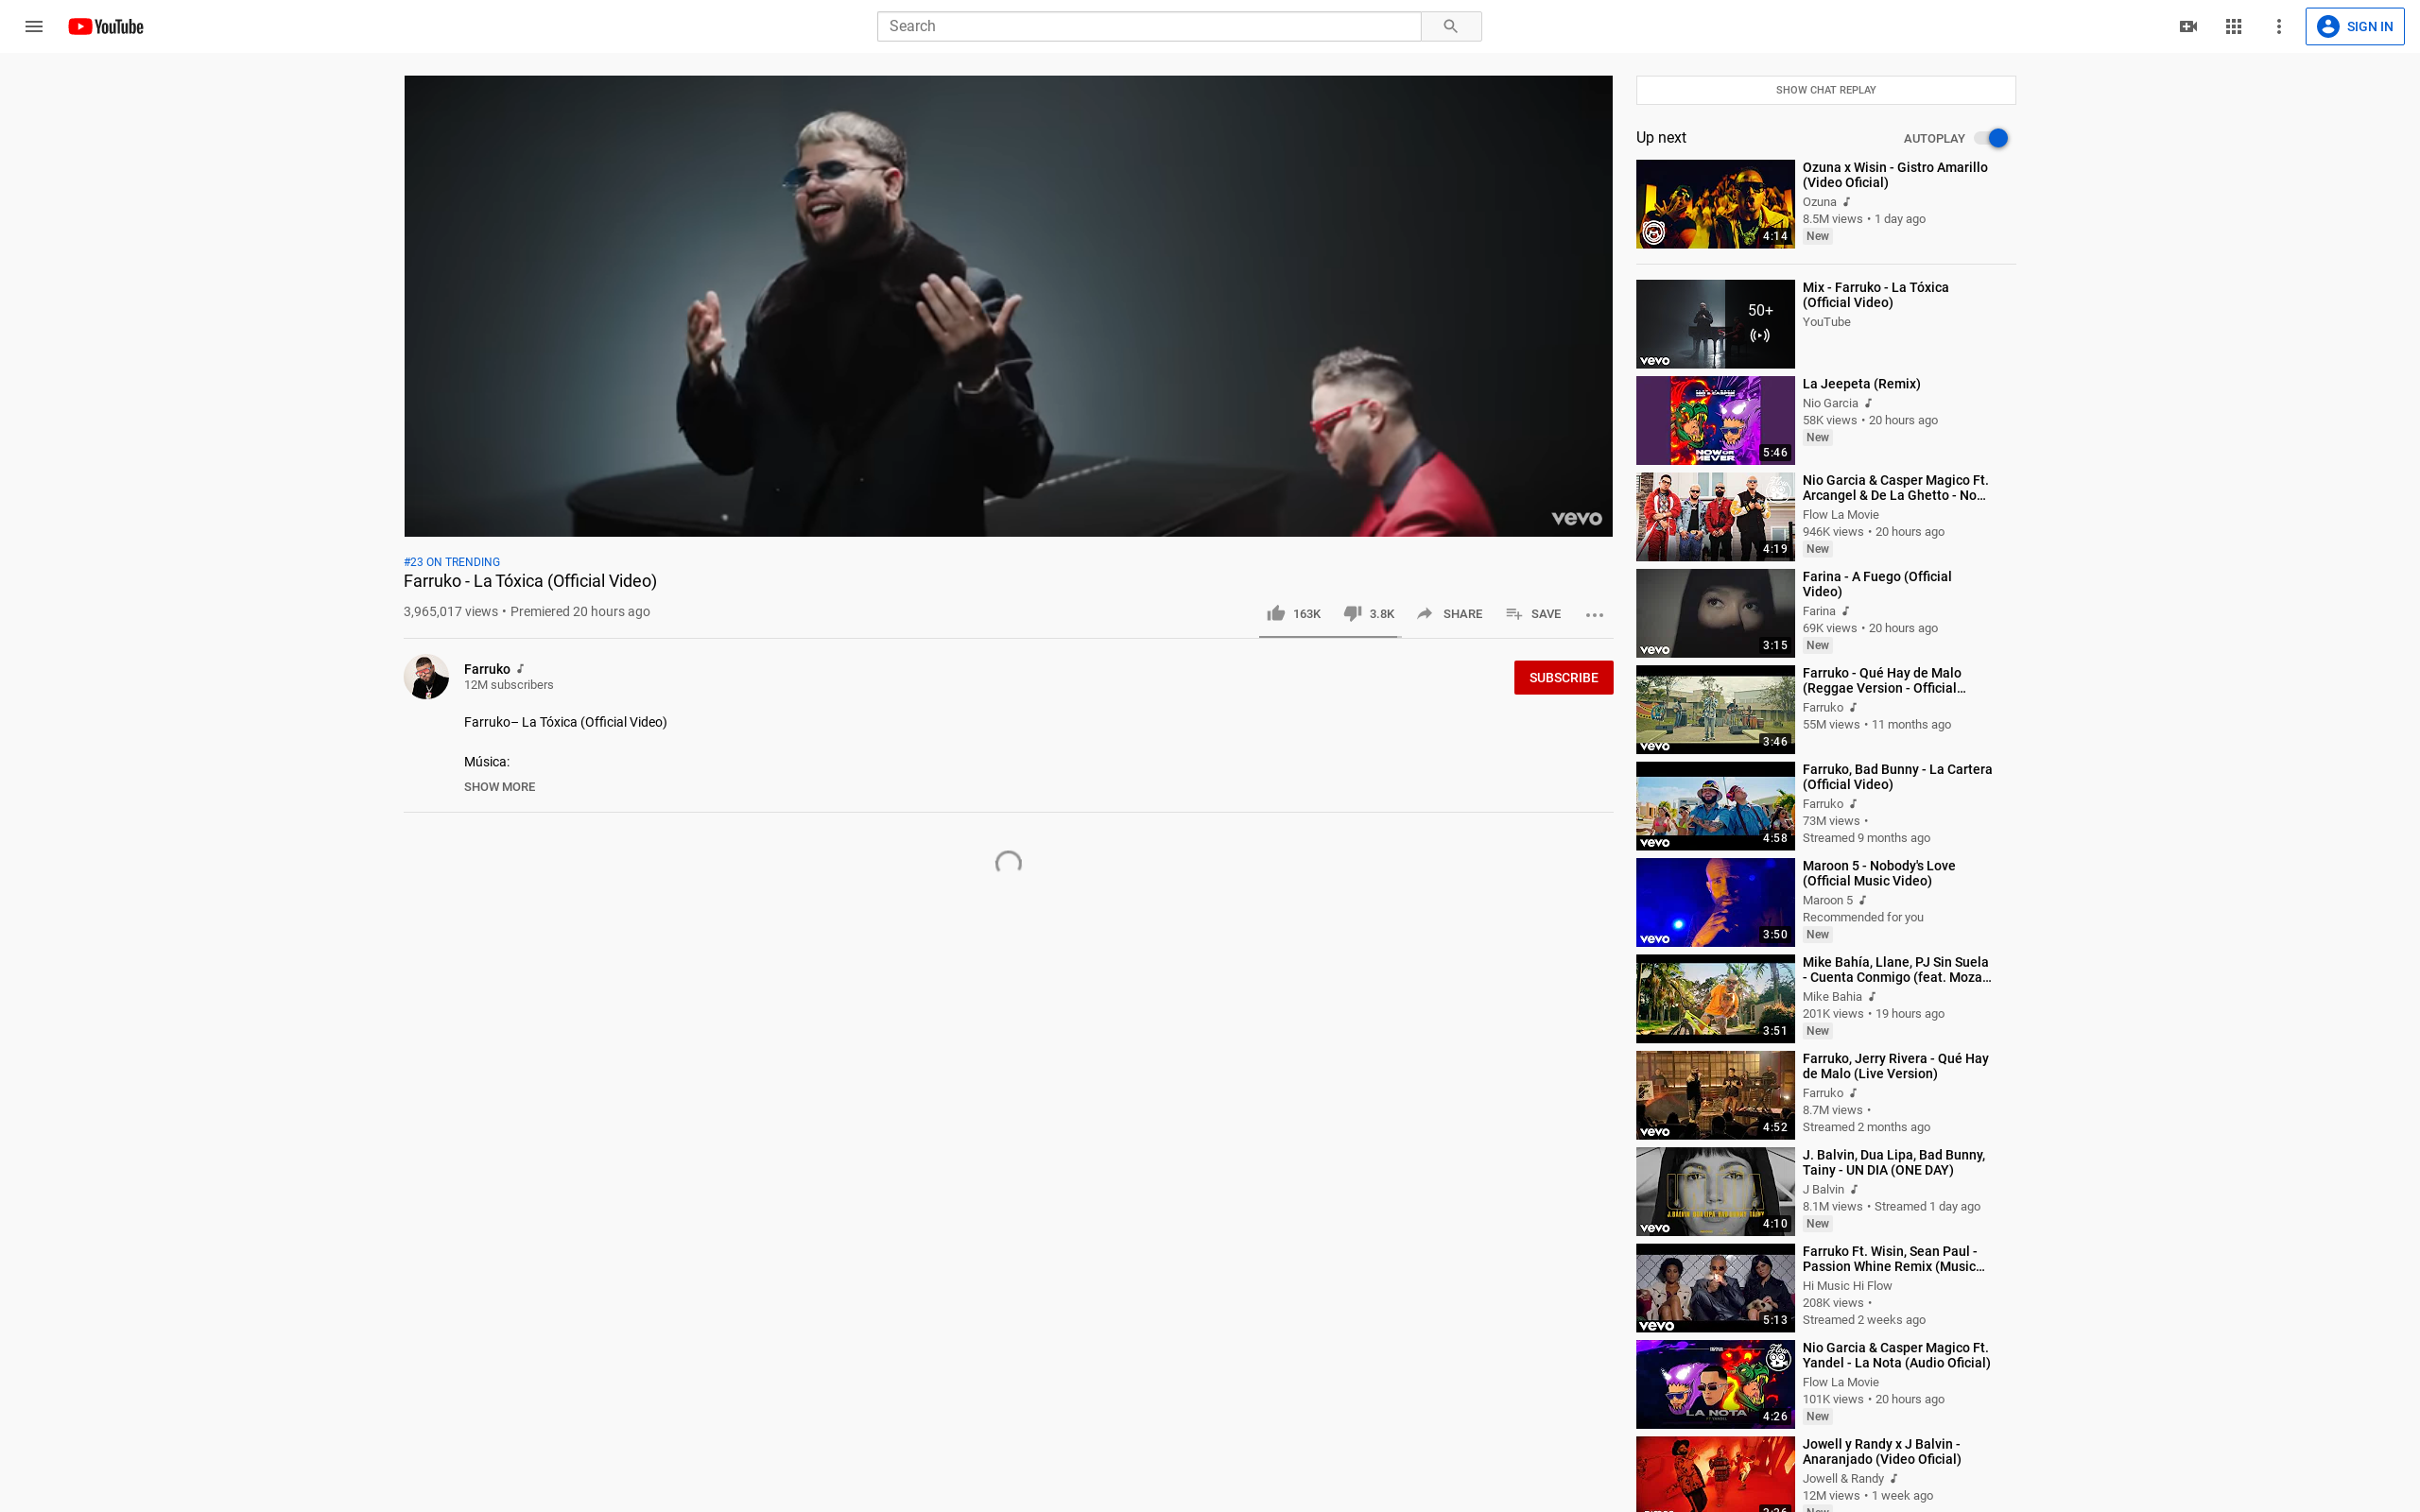 YouTube
Search
SIGN IN
vevo
#23 ON TRENDING
Farruko - La Tóxica (Official Video)
3,965,017 views • Premiered 20 hours ago
163K
3.8K
SHARE
SAVE
Farruko
12M subscribers
SUBSCRIBE
Farruko– La Tóxica (Official Video)
Música:
SHOW MORE
SHOW CHAT REPLAY
Up next
AUTOPLAY
4:14
Ozuna x Wisin - Gistro Amarillo
(Video Oficial)
Ozuna
8.5M views • 1 day ago
New
50+
vevo
Mix - Farruko - La Tóxica
(Official Video)
YouTube
NOW OR
NEVER
5:46
La Jeepeta (Remix)
Nio Garcia
58K views • 20 hours ago
New
4:19
Nio Garcia & Casper Magico Ft.
Arcangel & De La Ghetto - No…
Flow La Movie
946K views • 20 hours ago
New
vevo
3:15
Farina - A Fuego (Official
Video)
Farina
69K views • 20 hours ago
New
vevo
3:46
Farruko - Qué Hay de Malo
(Reggae Version - Official…
Farruko
55M views • 11 months ago
vevo
4:58
Farruko, Bad Bunny - La Cartera
(Official Video)
Farruko
73M views •
Streamed 9 months ago
vevo
3:50
Maroon 5 - Nobody's Love
(Official Music Video)
Maroon 5
Recommended for you
New
3:51
Mike Bahía, Llane, PJ Sin Suela
- Cuenta Conmigo (feat. Moza…
Mike Bahia
201K views • 19 hours ago
New
vevo
4:52
Farruko, Jerry Rivera - Qué Hay
de Malo (Live Version)
Farruko
8.7M views •
Streamed 2 months ago
J.BALVIN DUA LIPA BAD BUNNY TAINY
vevo
4:10
J. Balvin, Dua Lipa, Bad Bunny,
Tainy - UN DIA (ONE DAY)
J Balvin
8.1M views • Streamed 1 day ago
New
vevo
5:13
Farruko Ft. Wisin, Sean Paul -
Passion Whine Remix (Music…
Hi Music Hi Flow
208K views •
Streamed 2 weeks ago
LA NOTA
4:26
Nio Garcia & Casper Magico Ft.
Yandel - La Nota (Audio Oficial)
Flow La Movie
101K views • 20 hours ago
New
Jowell y Randy x J Balvin -
Anaranjado (Video Oficial)
Jowell & Randy
12M views • 1 week ago